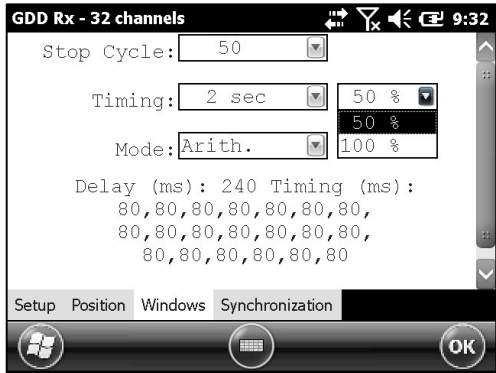 GDD Rx - 32 channels 9:32
Stop Cycle: 50
Timing: 2 sec 50 %
50 %
Mode: Arith. 100 %
Delay (ms): 240 Timing (ms):
80,80,80,80,80,80,80,
80,80,80,80,80,80,80,
80,80,80,80,80,80
Setup Position Windows Synchronization
OK